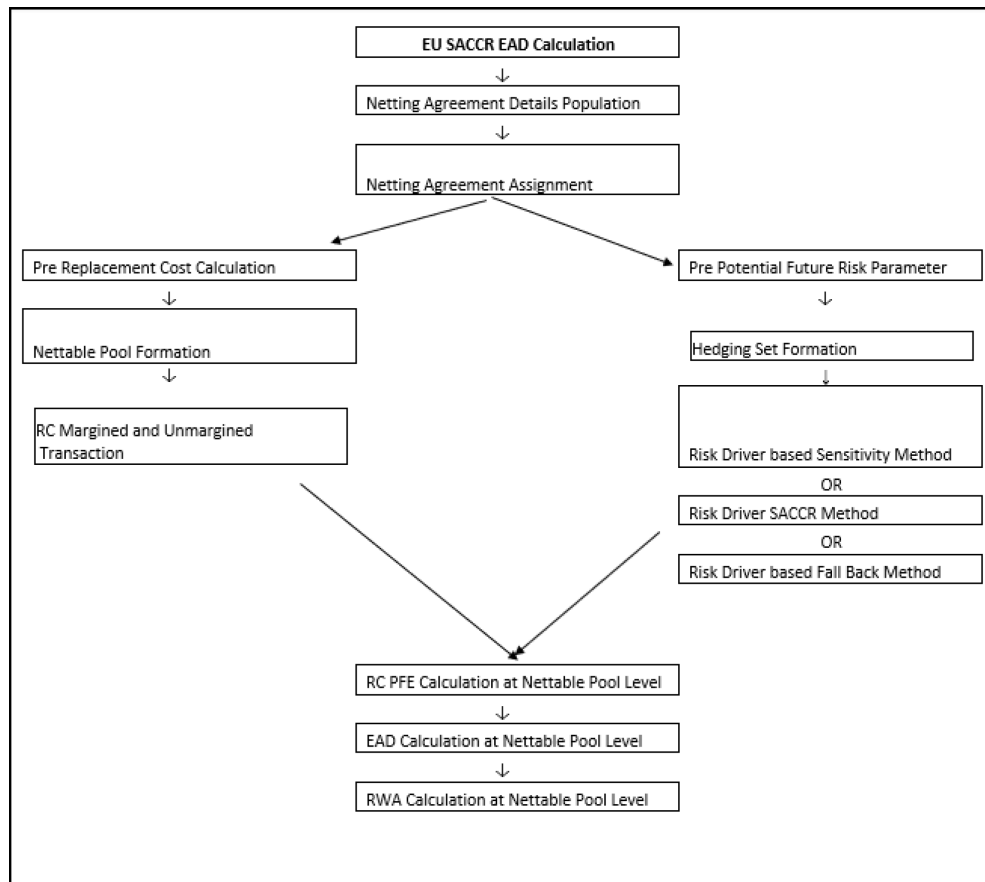 EU SACCR EAD Calculation
Netting Agreement Details Population
Netting Agreement Assignment
Pre Replacement Cost Calculation
Nettable Pool Formation
RC Margined and Unmargined
Transaction
Pre Potential Future Risk Parameter
Hedging Set Formation
Risk Driver based Sensitivity Method
OR
Risk Driver SACCR Method
OR
Risk Driver based Fall Back Method
RC PFE Calculation at Nettable Pool Level
EAD Calculation at Nettable Pool Level
RWA Calculation at Nettable Pool Level